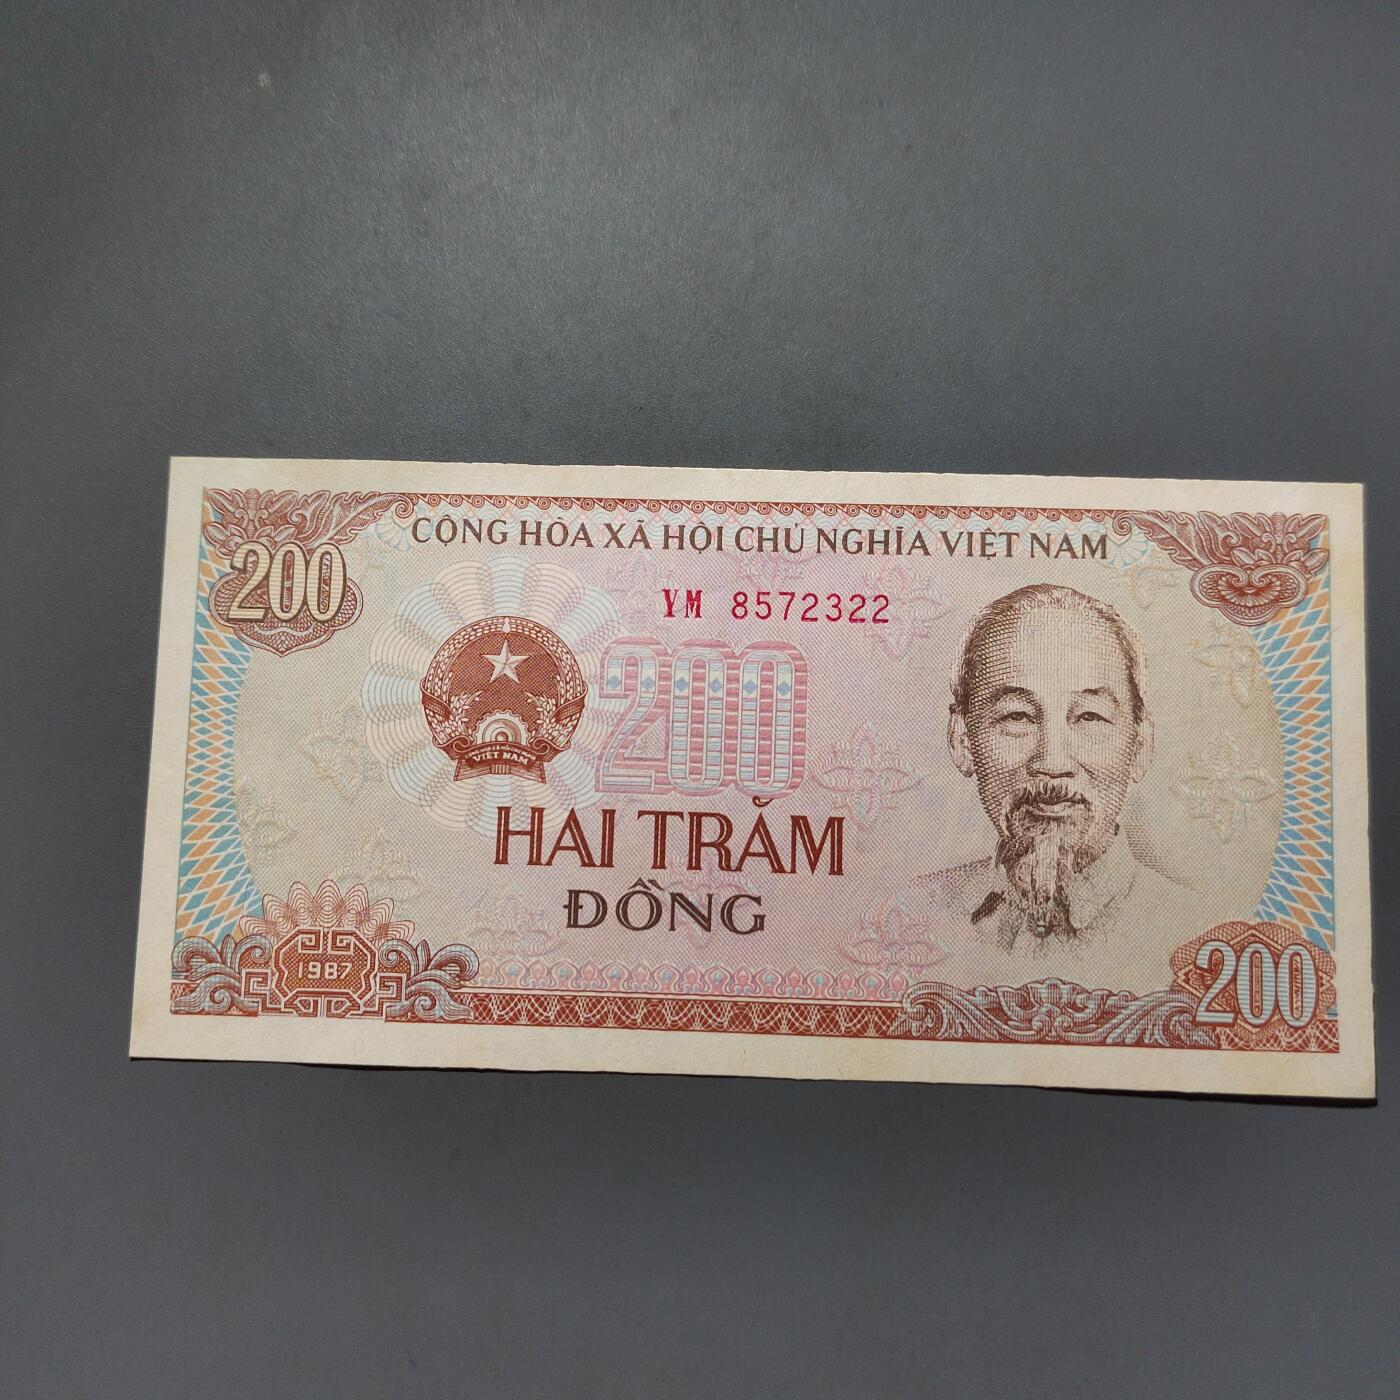 CỘNG HÒA XÃ HỘI CHỦ NGHĨA VIỆT NAM
200
YM 8572322
200
VIỆT NAM
HAI TRĂM
ĐỒNG
1987
200